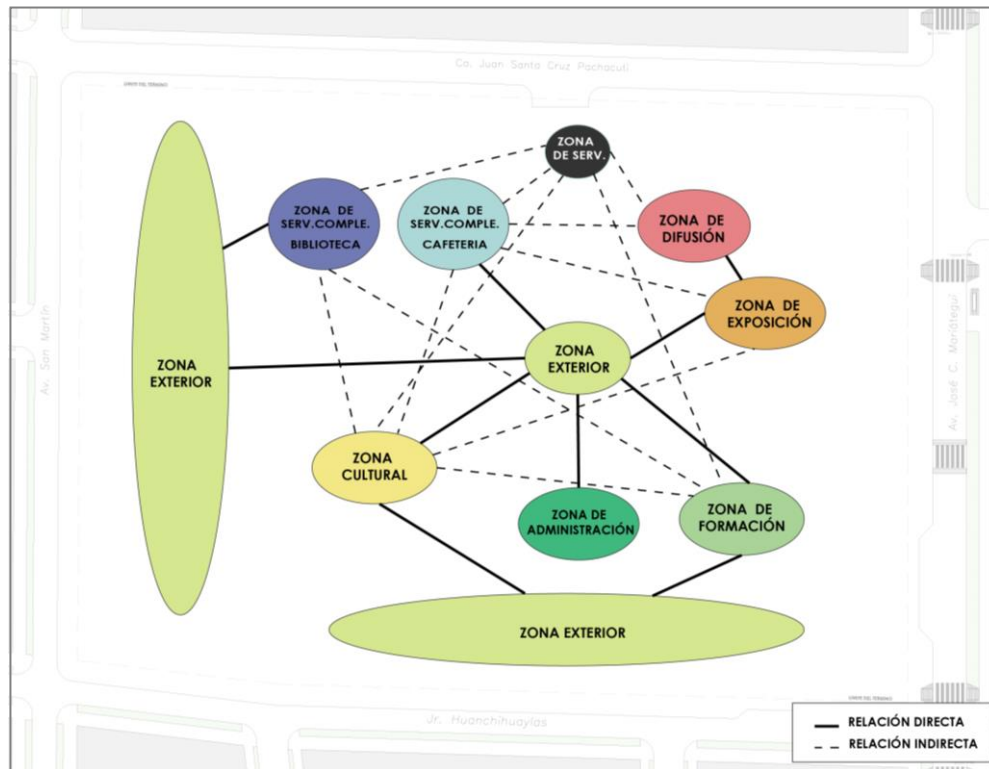 Ca. Juan Santa Cruz Pachacuti
ZONA
DE SERV.
ZONA DE
SERV.COMPLE.
BIBLIOTECA
ZONA DE
SERV.COMPLE.
CAFETERIA
ZONA DE
DIFUSIÓN
ZONA DE
EXPOSICIÓN
Av. San Martín
ZONA
EXTERIOR
ZONA
EXTERIOR
Av. José C. Mariátegui
ZONA
CULTURAL
ZONA DE
ADMINISTRACIÓN
ZONA DE
FORMACIÓN
ZONA EXTERIOR
Jr. Huanchihuaylas
RELACIÓN DIRECTA
RELACIÓN INDIRECTA